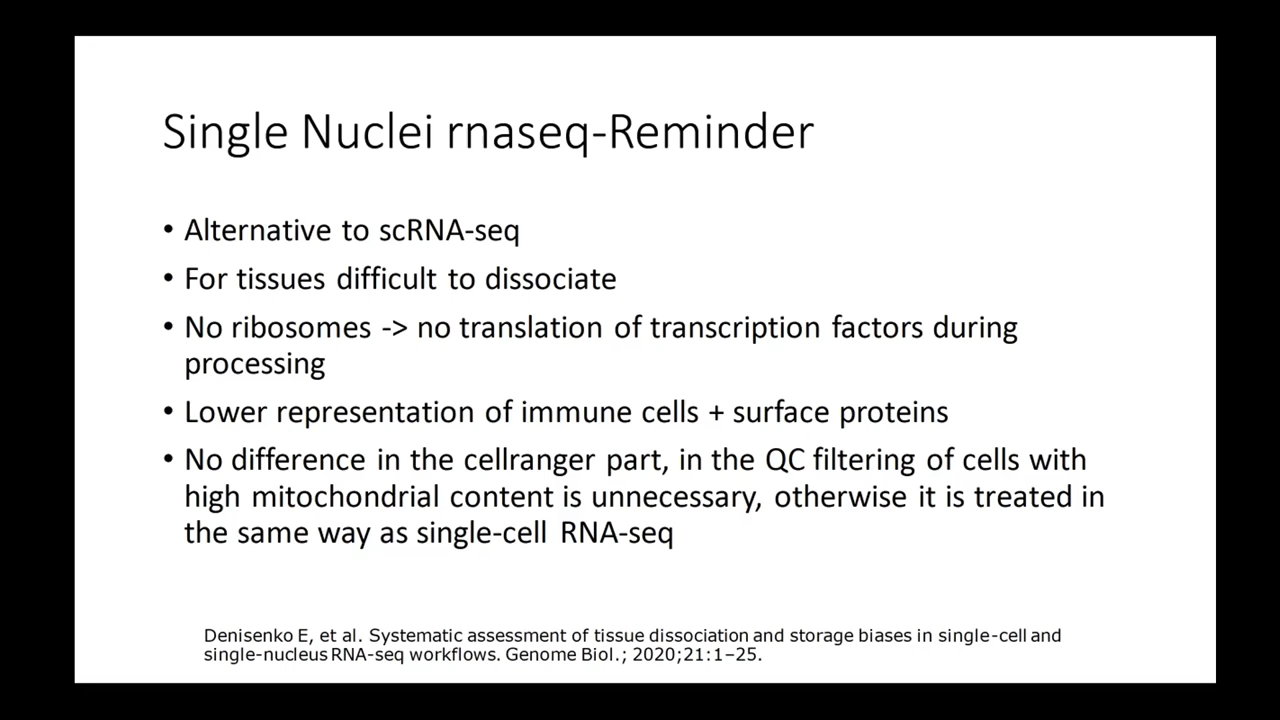 Single Nuclei rnaseq-Reminder
• Alternative to scRNA-seq
• For tissues difficult to dissociate
• No ribosomes -> no translation of transcription factors during
processing
• Lower representation of immune cells + surface proteins
• No difference in the cellranger part, in the QC filtering of cells with
high mitochondrial content is unnecessary, otherwise it is treated in
the same way as single-cell RNA-seq
Denisenko E, et al. Systematic assessment of tissue dissociation and storage biases in single-cell and
single-nucleus RNA-seq workflows. Genome Biol.; 2020;21:1–25.